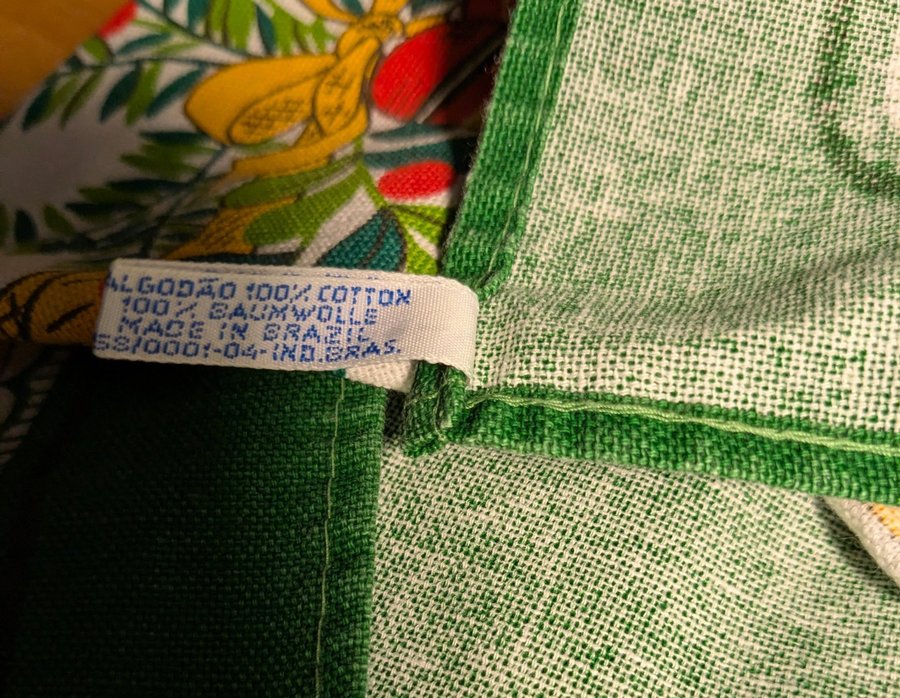 ALGODÃO 100% COTTON
100% BAUMWOLLE
MADE IN BRAZIL
58/0001-04-IND.BRAS.